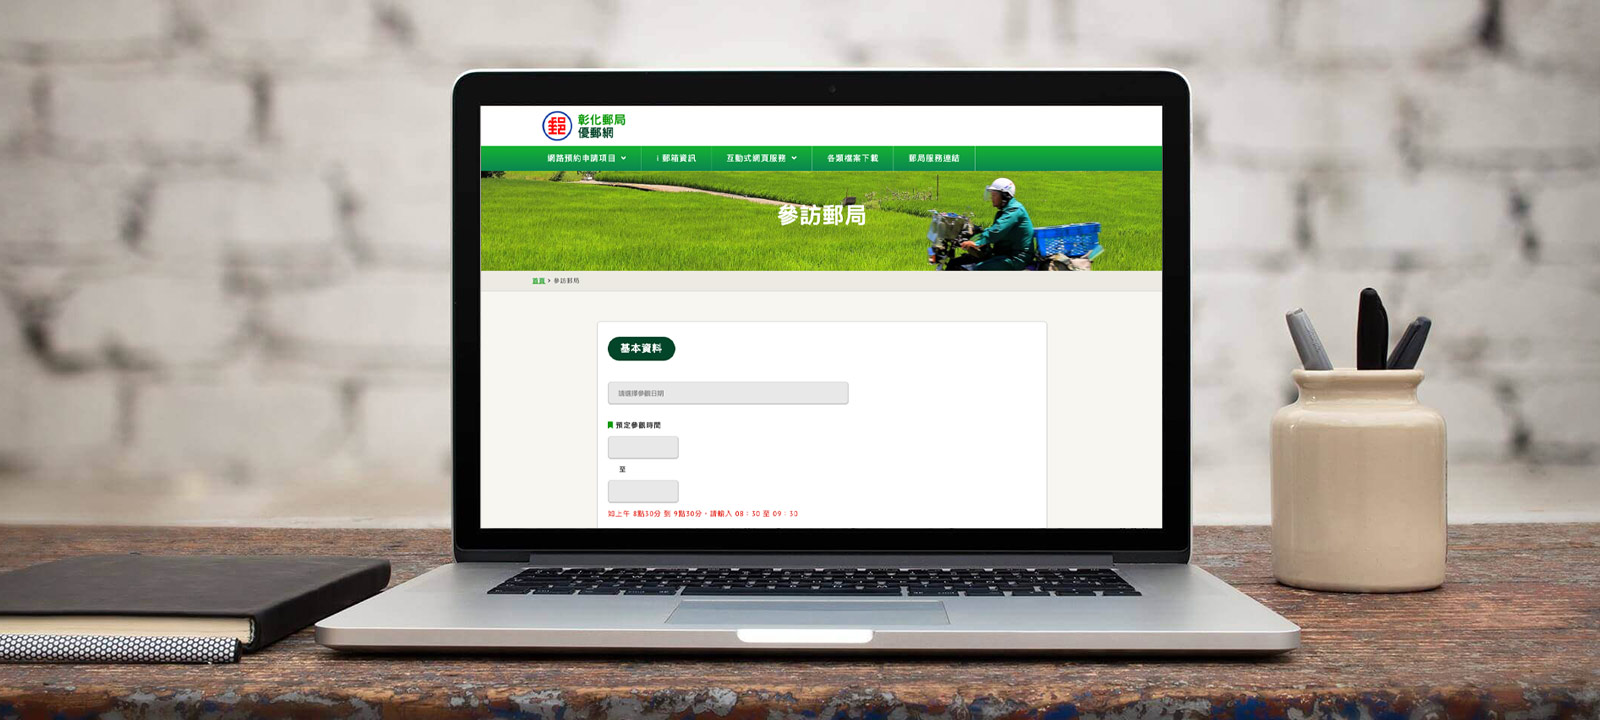 郵
彰化郵局
優郵網
網路預約申請項目
i 郵箱資訊
互動式網頁服務
各類檔案下載
郵局服務連結
參訪郵局
首頁 > 參訪郵局
基本資料
請選擇參觀日期
預定參觀時間
至
如上午 8點30分 到 9點30分，請輸入 08：30 至 09：30